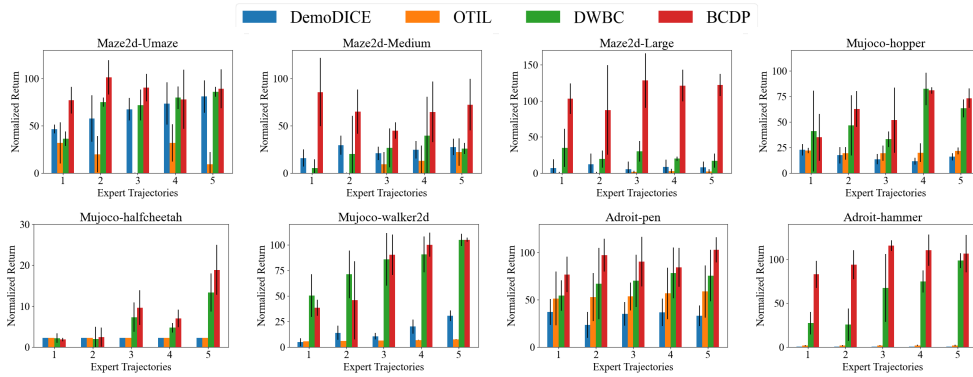 DemoDICE OTIL DWBC BCDP
Maze2d-Umaze
Normalized Return
100
50
0
1 2 3 4 5
Expert Trajectories
Maze2d-Medium
Normalized Return
100
50
0
1 2 3 4 5
Expert Trajectories
Maze2d-Large
Normalized Return
150
100
50
0
1 2 3 4 5
Expert Trajectories
Mujoco-hopper
Normalized Return
100
75
50
25
0
1 2 3 4 5
Expert Trajectories
Mujoco-halfcheetah
Normalized Return
30
20
10
0
1 2 3 4 5
Expert Trajectories
Mujoco-walker2d
Normalized Return
100
75
50
25
0
1 2 3 4 5
Expert Trajectories
Adroit-pen
Normalized Return
100
50
0
1 2 3 4 5
Expert Trajectories
Adroit-hammer
Normalized Return
100
50
0
1 2 3 4 5
Expert Trajectories